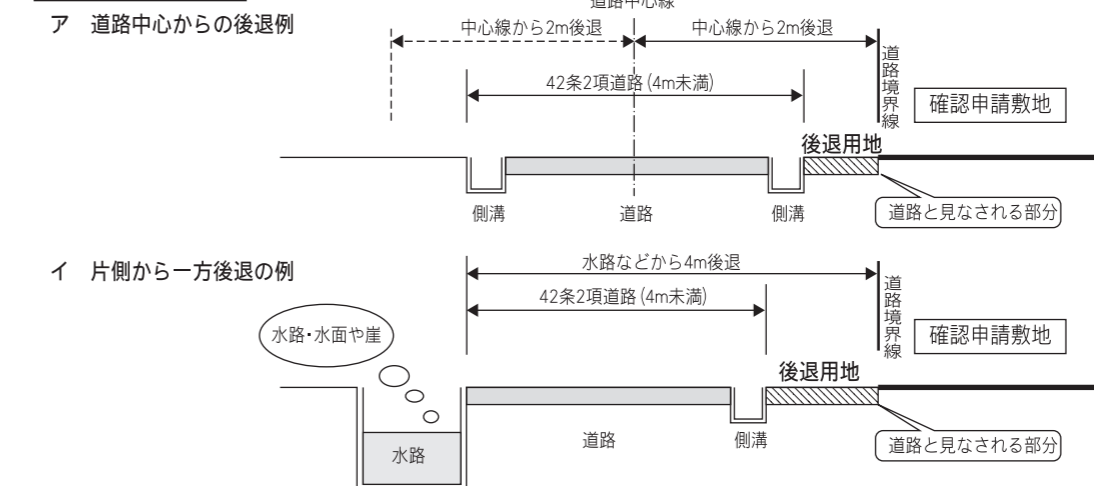 道路中心線
ア 道路中心からの後退例
中心線から2m後退
中心線から2m後退
42条2項道路(4m未満)
道路境界線
確認申請敷地
後退用地
側溝
道路
側溝
道路と見なされる部分
イ 片側から一方後退の例
水路などから4m後退
42条2項道路(4m未満)
道路境界線
確認申請敷地
水路・水面や崖
後退用地
水路
道路
側溝
道路と見なされる部分